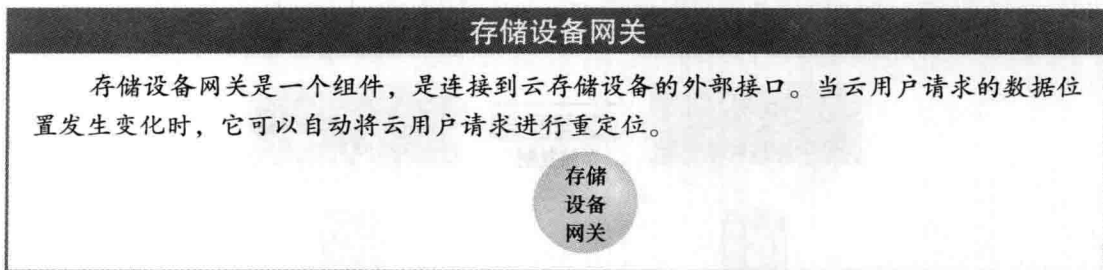 存储设备网关
存储设备网关是一个组件，是连接到云存储设备的外部接口。当云用户请求的数据位
置发生变化时，它可以自动将云用户请求进行重定位。
存储
设备
网关